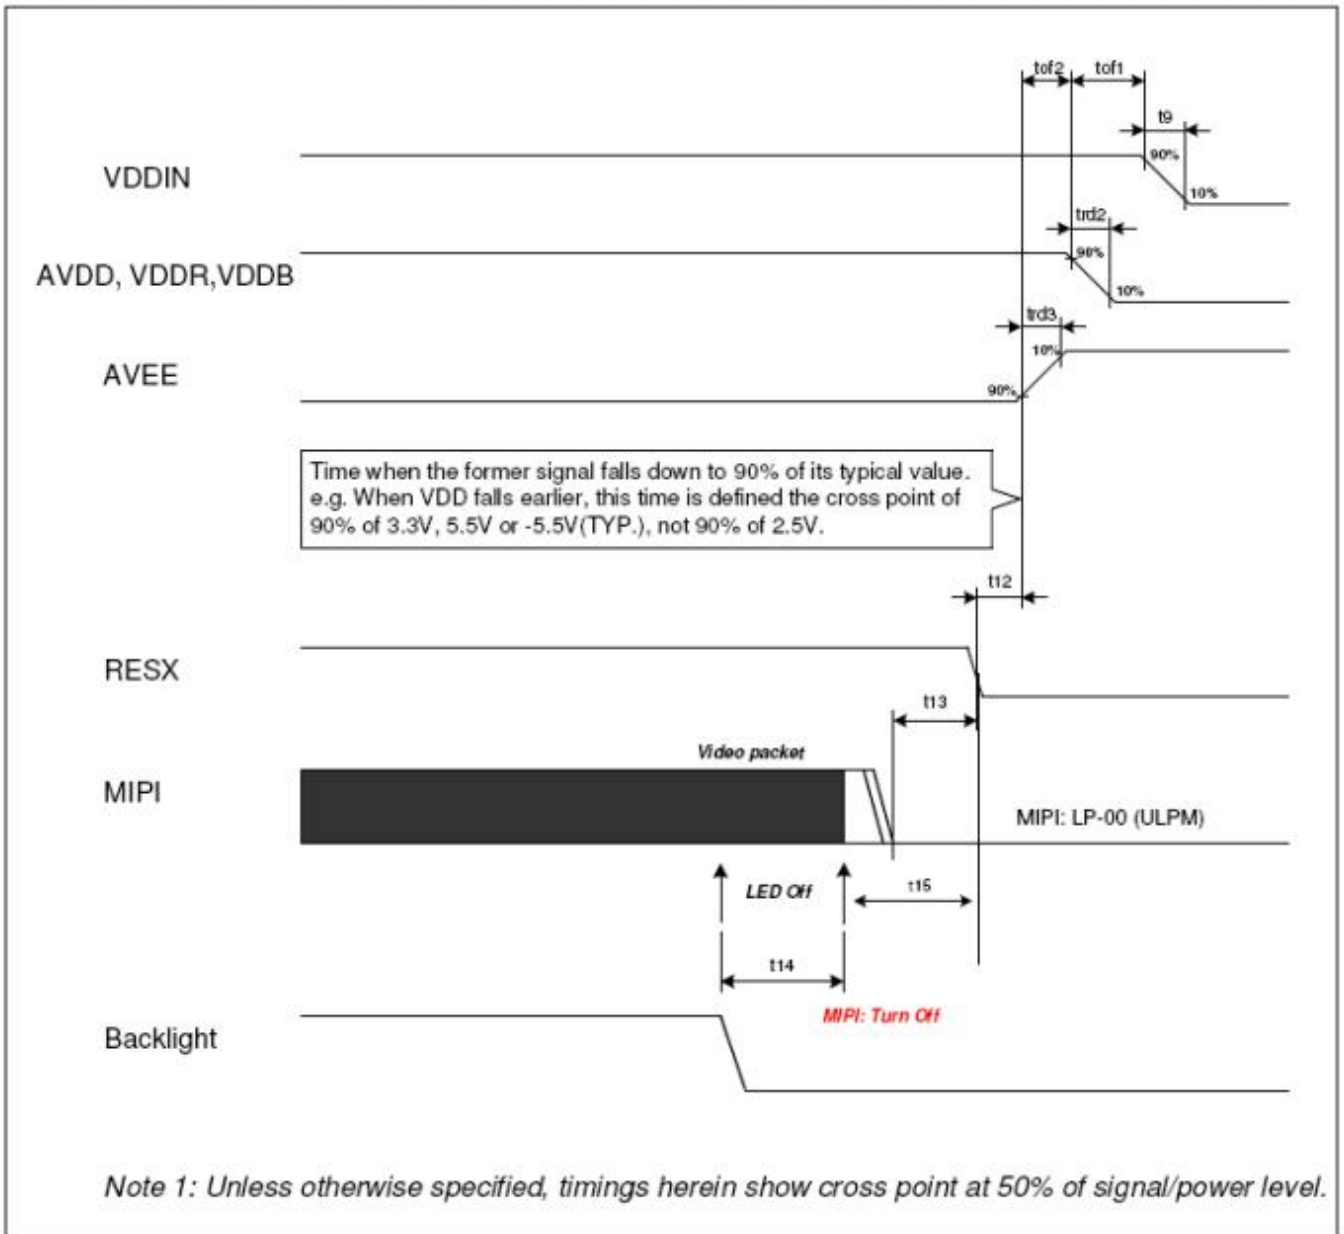 tof2 tof1
t9
VDDIN
90%
10%
trd2
AVDD, VDDR,VDDB
90%
10%
trd3
AVEE
10%
90%
Time when the former signal falls down to 90% of its typical value.
e.g. When VDD falls earlier, this time is defined the cross point of
90% of 3.3V, 5.5V or -5.5V(TYP.), not 90% of 2.5V.
t12
RESX
t13
Video packet
MIPI
MIPI: LP-00 (ULPM)
LED Off
t15
t14
MIPI: Turn Off
Backlight
Note 1: Unless otherwise specified, timings herein show cross point at 50% of signal/power level.